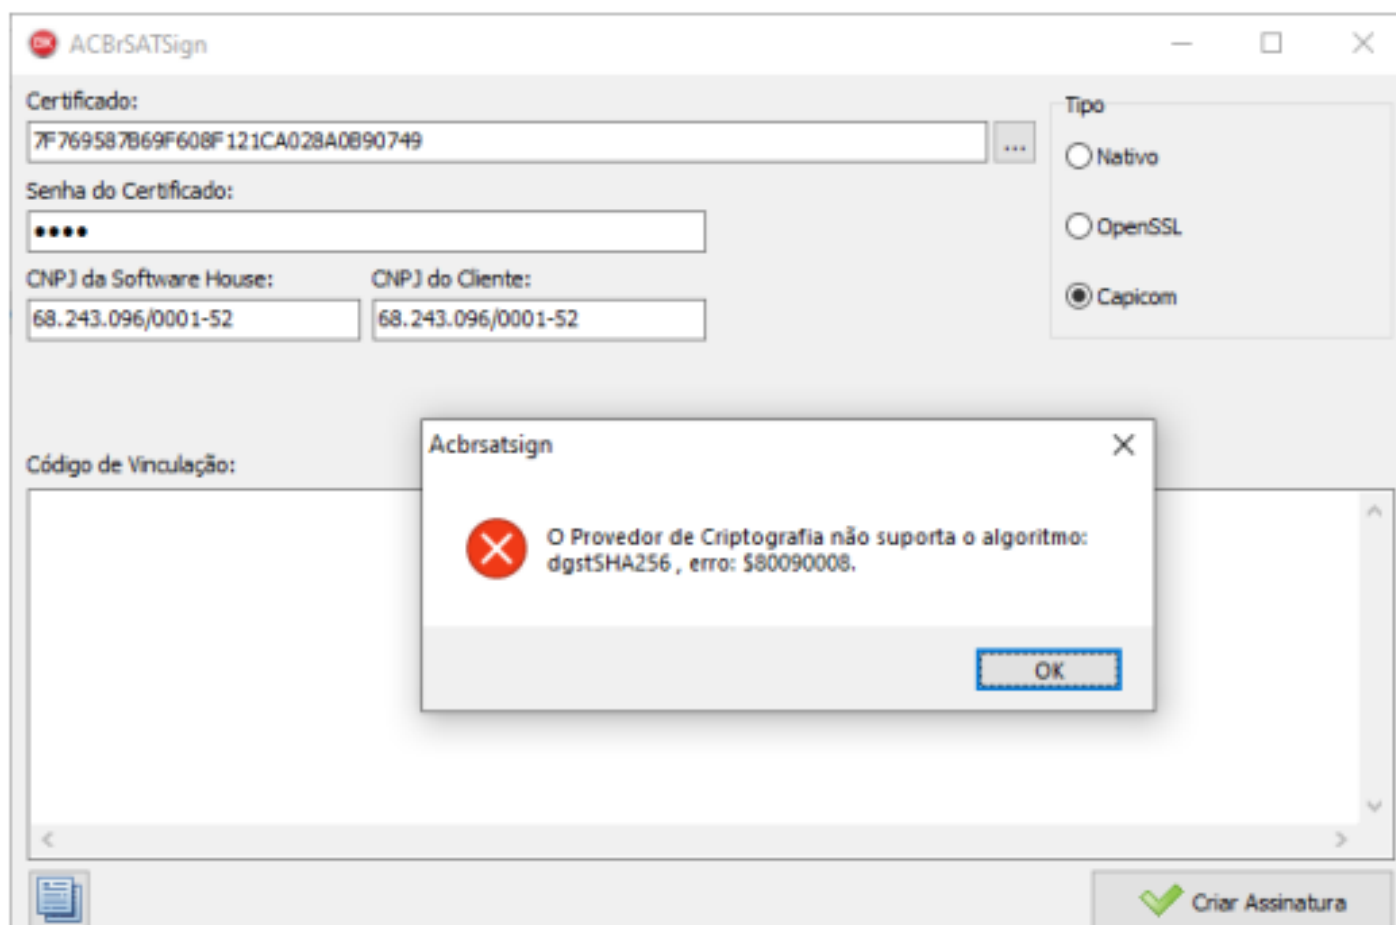 ACBrSATSign
Certificado:
7F769587B69F608F121CA028A0B90749
...
Tipo
Nativo
Senha do Certificado:
••••
OpenSSL
CNPJ da Software House:
CNPJ do Cliente:
68.243.096/0001-52
68.243.096/0001-52
Capicom
Código de Vinculação:
Acbrsatsign
O Provedor de Criptografia não suporta o algoritmo:
dgstSHA256 , erro: $80090008.
OK
Criar Assinatura